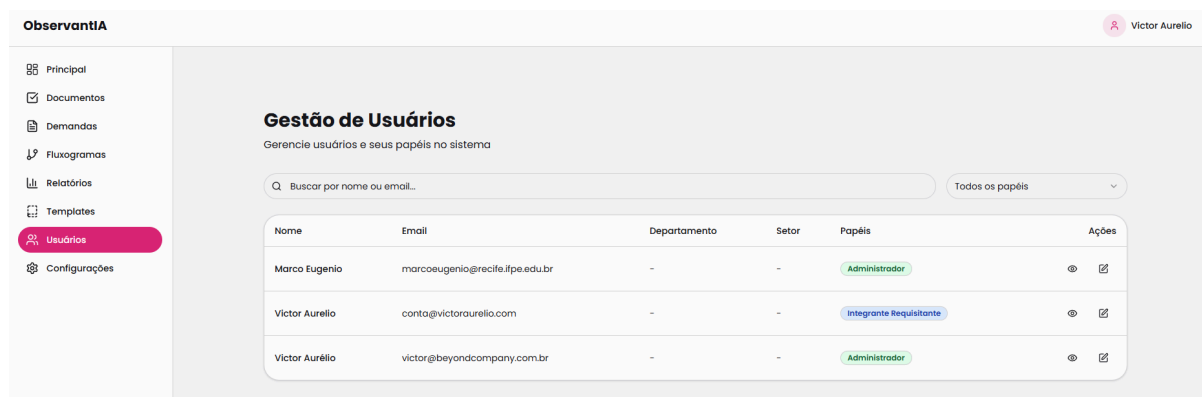 ObservantIA
Victor Aurelio
Principal
Documentos
Demandas
Fluxogramas
Relatórios
Templates
Usuários
Configurações
Gestão de Usuários
Gerencie usuários e seus papéis no sistema
Buscar por nome ou email...
Todos os papéis
Nome Email Departamento Setor Papéis Ações
Marco Eugenio marcoeugenio@recife.ifpe.edu.br - - Administrador
Victor Aurelio conta@victoraurelio.com - - Integrante Requisitante
Victor Aurélio victor@beyondcompany.com.br - - Administrador